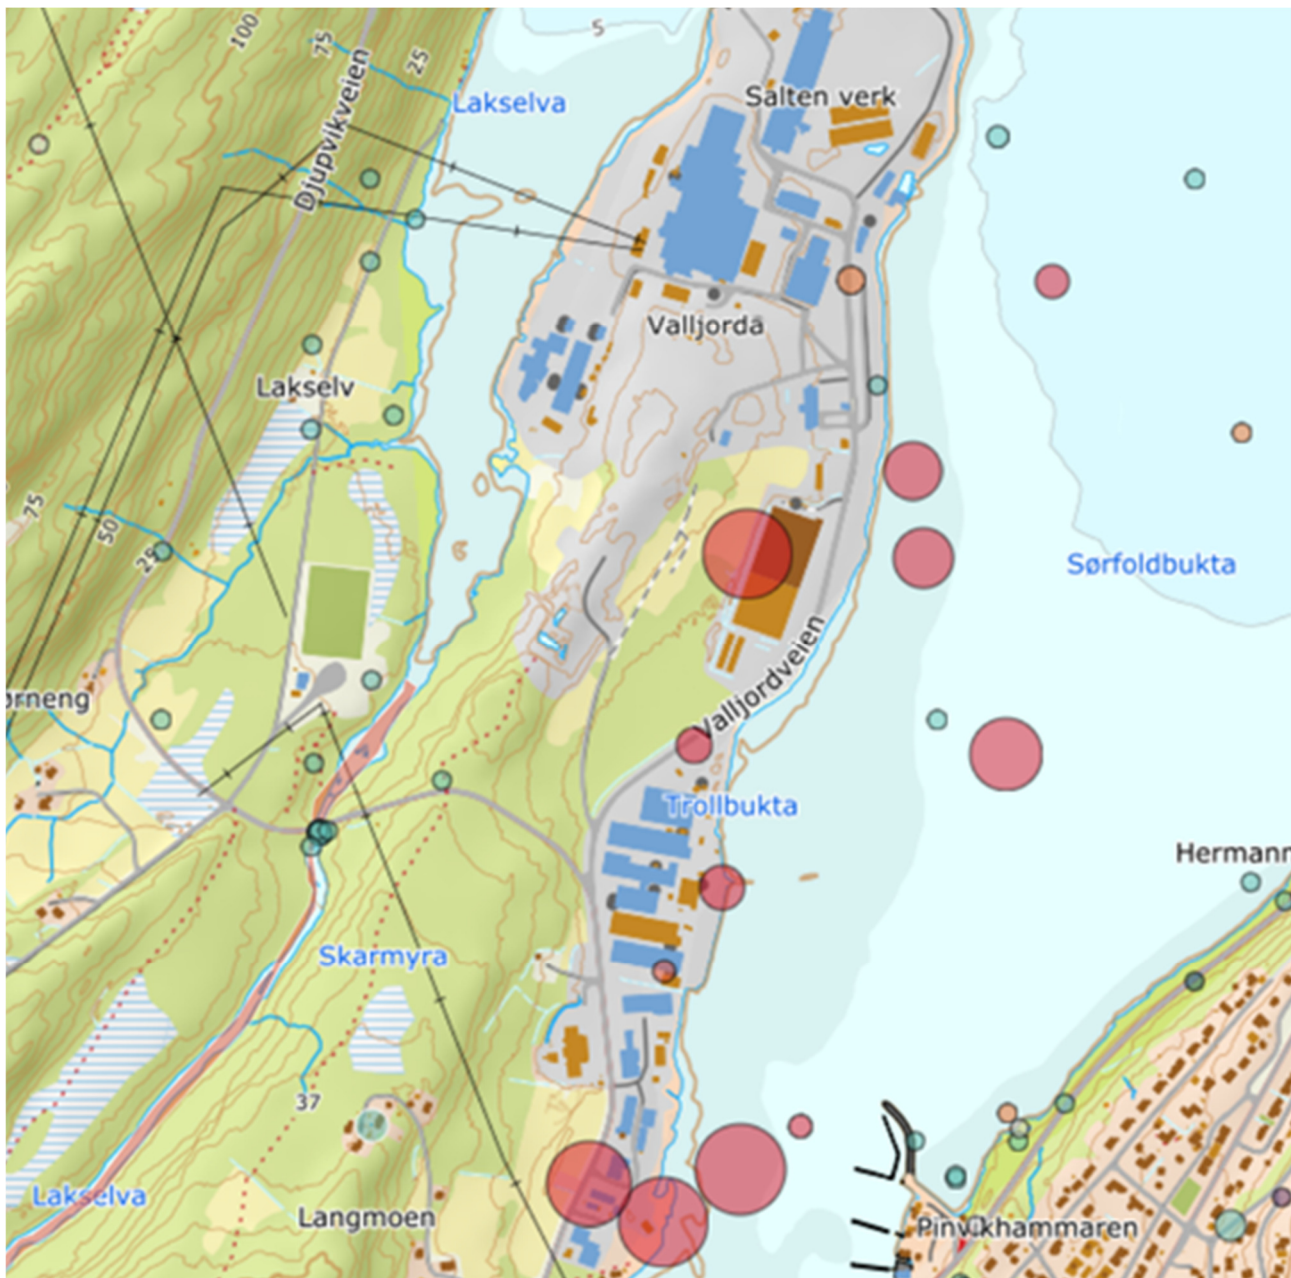 5
100
75
25
Djupvikveien
Lakselva
Salten verk
Valljorda
Lakselv
75
50
25
Sørfoldbukta
ørneng
Valljordveien
Trollbukta
Hermann
Skarmyra
37
Lakselva
Langmoen
Pinvikhammaren